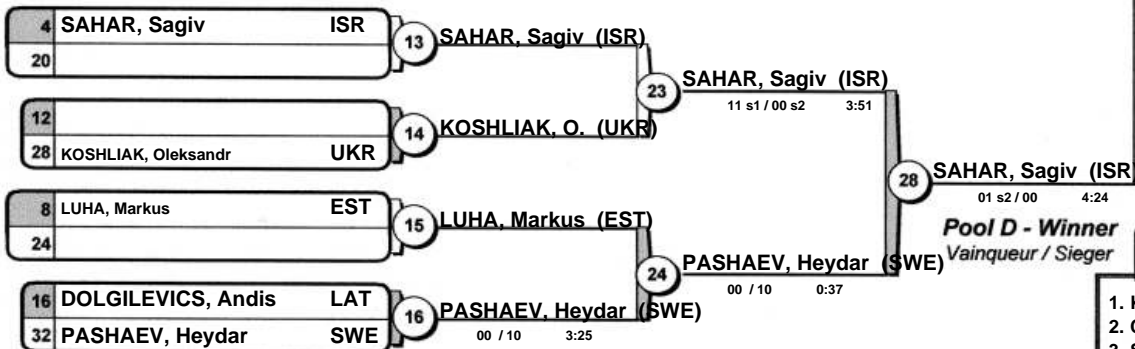 4 SAHAR, Sagiv ISR
20
13 SAHAR, Sagiv (ISR)
12
28 KOSHLIAK, Oleksandr UKR
14 KOSHLIAK, O. (UKR)
23 SAHAR, Sagiv (ISR)
11 s1 / 00 s2 3:51
8 LUHA, Markus EST
24
15 LUHA, Markus (EST)
16 DOLGILEVICS, Andis LAT
32 PASHAEV, Heydar SWE
16 PASHAEV, Heydar (SWE)
00 / 10 3:25
24 PASHAEV, Heydar (SWE)
00 / 10 0:37
28 SAHAR, Sagiv (ISR
01 s2 / 00 4:24
Pool D - Winner
Vainqueur / Sieger
1.
2.
3.